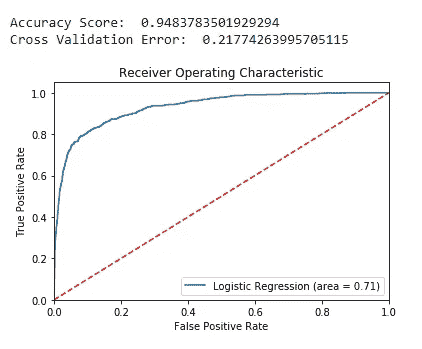 Accuracy Score:  0.9483783501929294
Cross Validation Error:  0.21774263995705115
Receiver Operating Characteristic
1.0
0.8
0.6
0.4
0.2
0.0
True Positive Rate
Logistic Regression (area = 0.71)
0.0 0.2 0.4 0.6 0.8 1.0
False Positive Rate